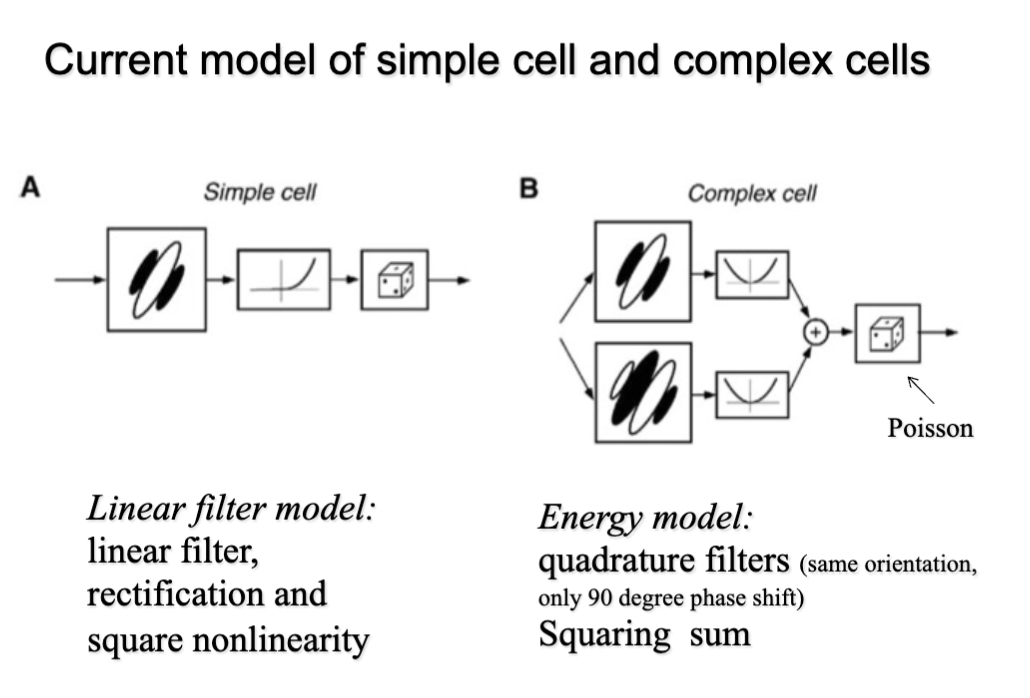 Current model of simple cell and complex cells
A
Simple cell
B
Complex cell
Poisson
Linear filter model:
linear filter,
rectification and
square nonlinearity
Energy model:
quadrature filters (same orientation,
only 90 degree phase shift)
Squaring sum